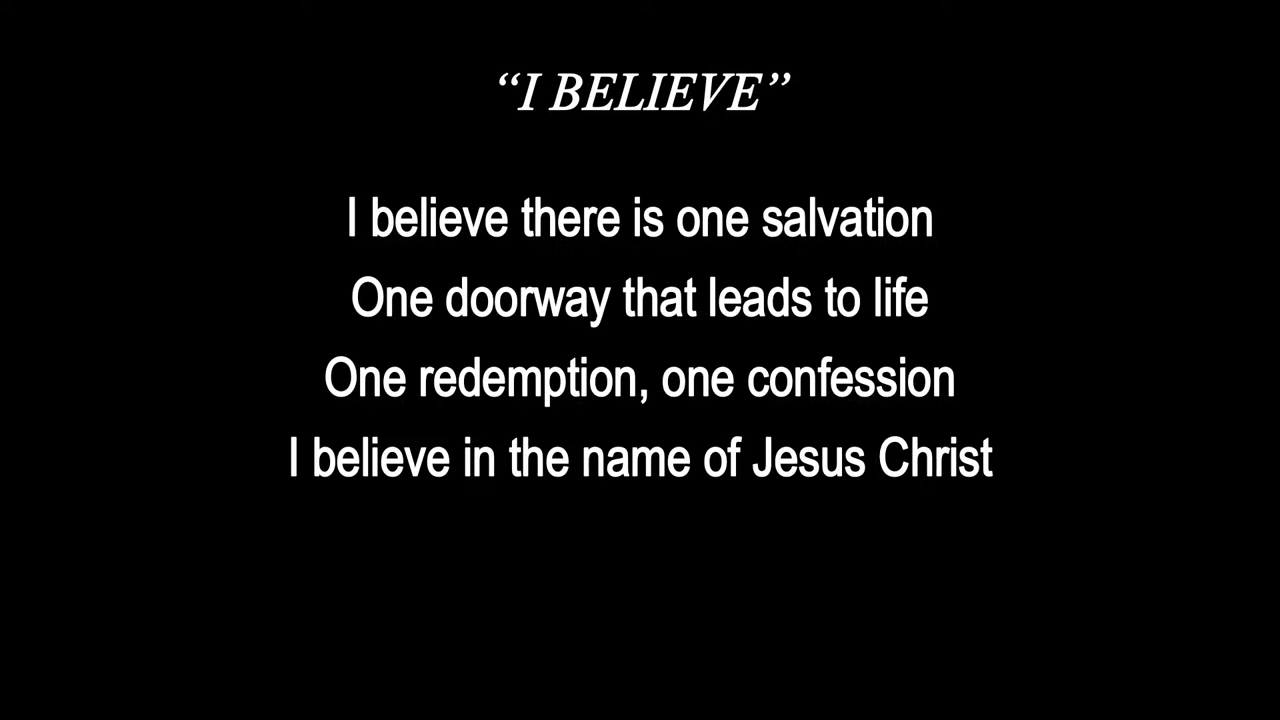 “I BELIEVE”
I believe there is one salvation
One doorway that leads to life
One redemption, one confession
I believe in the name of Jesus Christ